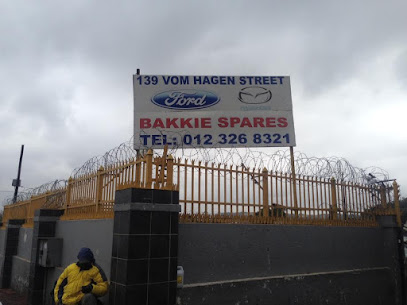 139 VOM HAGEN STREET
Ford
BAKKIE SPARES
TEL: 012 326 8321